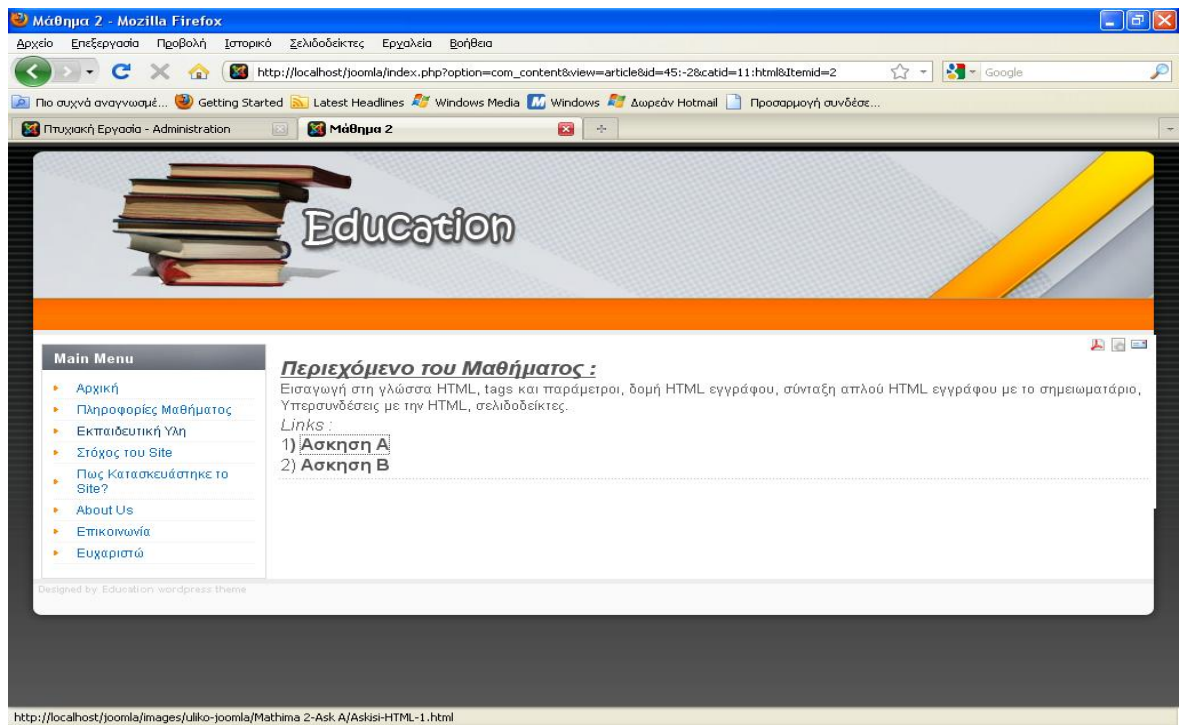 Μάθημα 2 - Mozilla Firefox
Αρχείο Επεξεργασία Προβολή Ιστορικό Σελιδοδείκτες Εργαλεία Βοήθεια
http://localhost/joomla/index.php?option=com_content&view=article&id=45:-2&catid=11:html&Itemid=2
Google
Πιο συχνά αναγνωσμέ... Getting Started Latest Headlines Windows Media Windows Δωρεάν Hotmail Προσαρμογή συνδέσε...
Πτυχιακή Εργασία - Administration Μάθημα 2
Education
Main Menu
Αρχική
Πληροφορίες Μαθήματος
Εκπαιδευτική Υλη
Στόχος του Site
Πως Κατασκευάστηκε το
Site?
About Us
Επικοινωνία
Ευχαριστώ
Περιεχόμενο του Μαθήματος :
Εισαγωγή στη γλώσσα HTML, tags και παράμετροι, δομή HTML εγγράφου, σύνταξη απλού HTML εγγράφου με το σημειωματάριο,
Υπερσυνδέσεις με την HTML, σελιδοδείκτες.
Links :
1) Ασκηση Α
2) Ασκηση Β
Designed by Education wordpress theme
http://localhost/joomla/images/uliko-joomla/Mathima 2-Ask A/Askisi-HTML-1.html